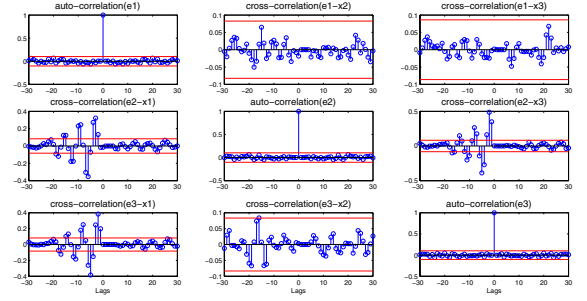 auto-correlation(e1) cross-correlation(e1-x2) cross-correlation(e1-x3)
1 0.1 0.1
0.5 0.05 0.05
0 0 0
-0.05 -0.05
-0.5 -0.1 -0.1
-30 -20 -10 0 10 20 30 -30 -20 -10 0 10 20 30 -30 -20 -10 0 10 20 30
cross-correlation(e2-x1) auto-correlation(e2) cross-correlation(e2-x3)
0.4 1 0.5
0.2 0.5
0 0 0
-0.2
-0.4 -0.5 -0.5
-30 -20 -10 0 10 20 30 -30 -20 -10 0 10 20 30 -30 -20 -10 0 10 20 30
cross-correlation(e3-x1) cross-correlation(e3-x2) auto-correlation(e3)
0.4 0.1 1
0.2 0.05 0.5
0 0 0
-0.2 -0.05
-0.4 -0.1 -0.5
-30 -20 -10 0 10 20 30 -30 -20 -10 0 10 20 30 -30 -20 -10 0 10 20 30
Lags Lags Lags